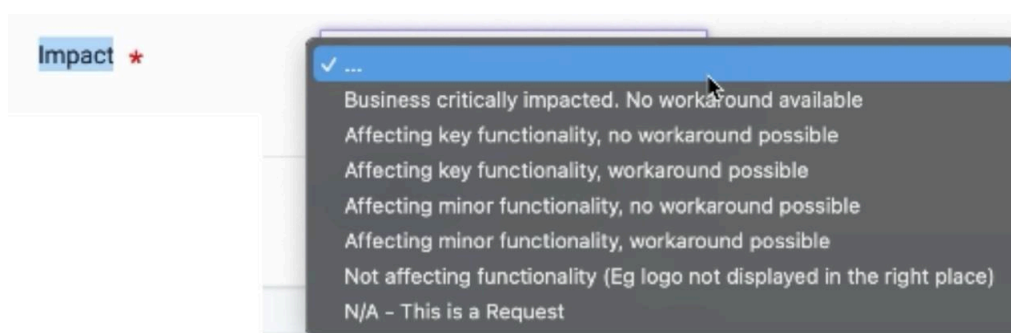 Impact *
✓ ...
Business critically impacted. No workaround available
Affecting key functionality, no workaround possible
Affecting key functionality, workaround possible
Affecting minor functionality, no workaround possible
Affecting minor functionality, workaround possible
Not affecting functionality (Eg logo not displayed in the right place)
N/A - This is a Request